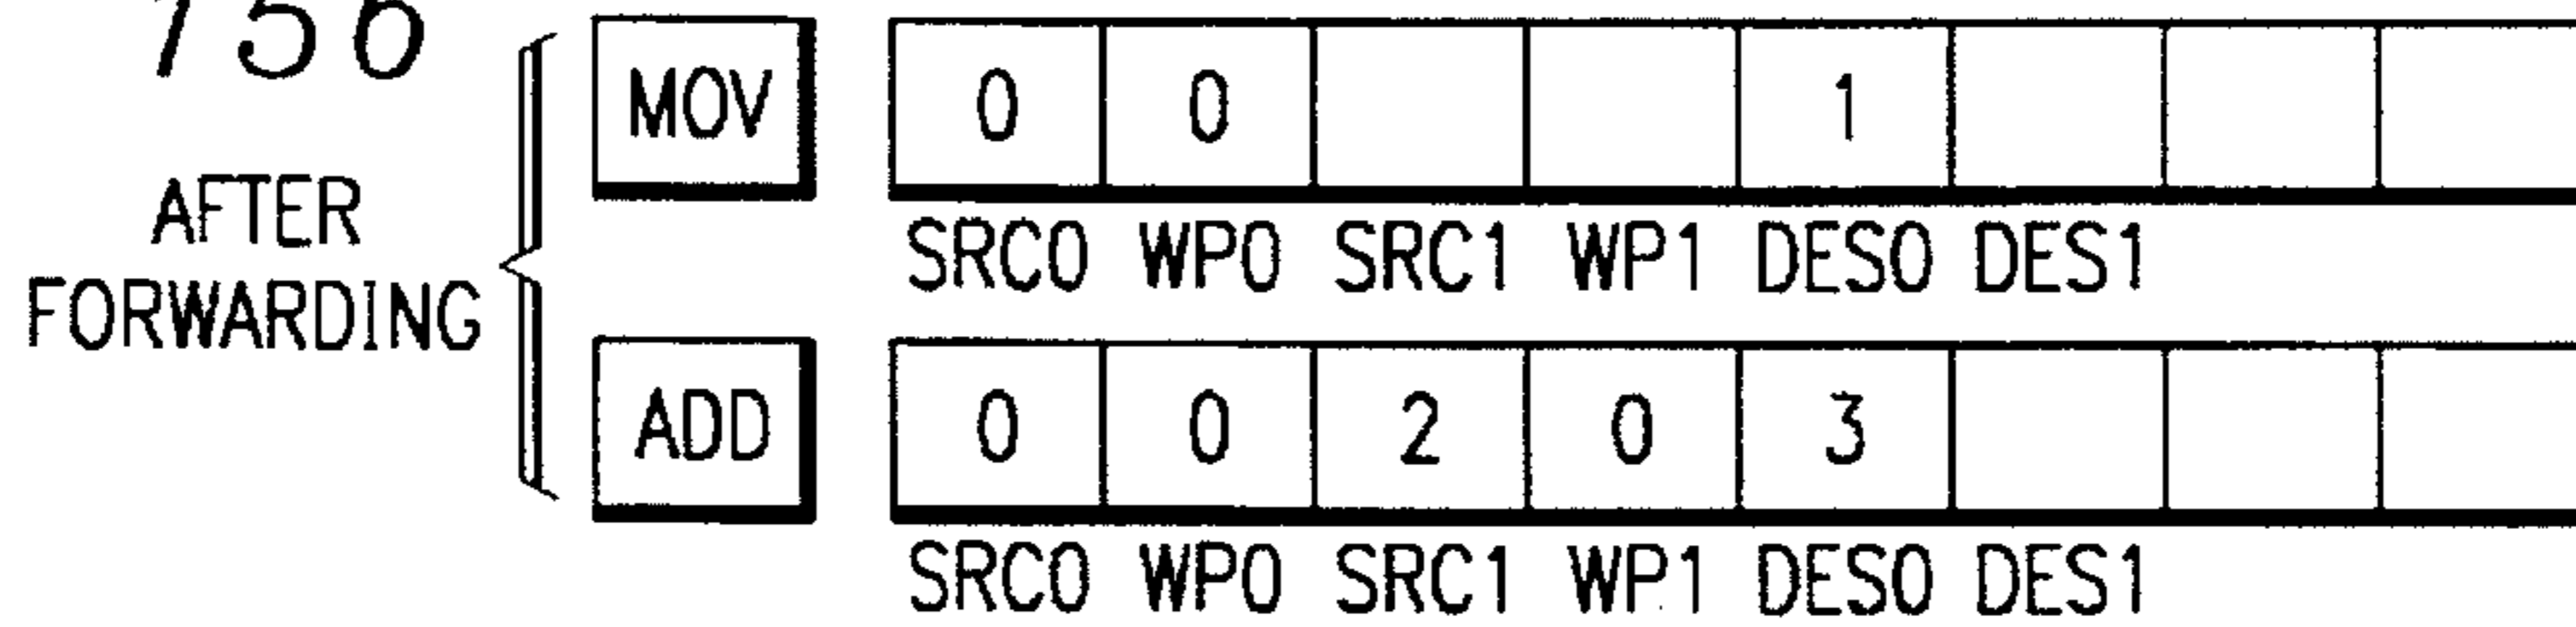 156
MOV 0 0 1
SRC0 WP0 SRC1 WP1 DES0 DES1
AFTER
FORWARDING
ADD 0 0 2 0 3
SRC0 WP0 SRC1 WP1 DES0 DES1